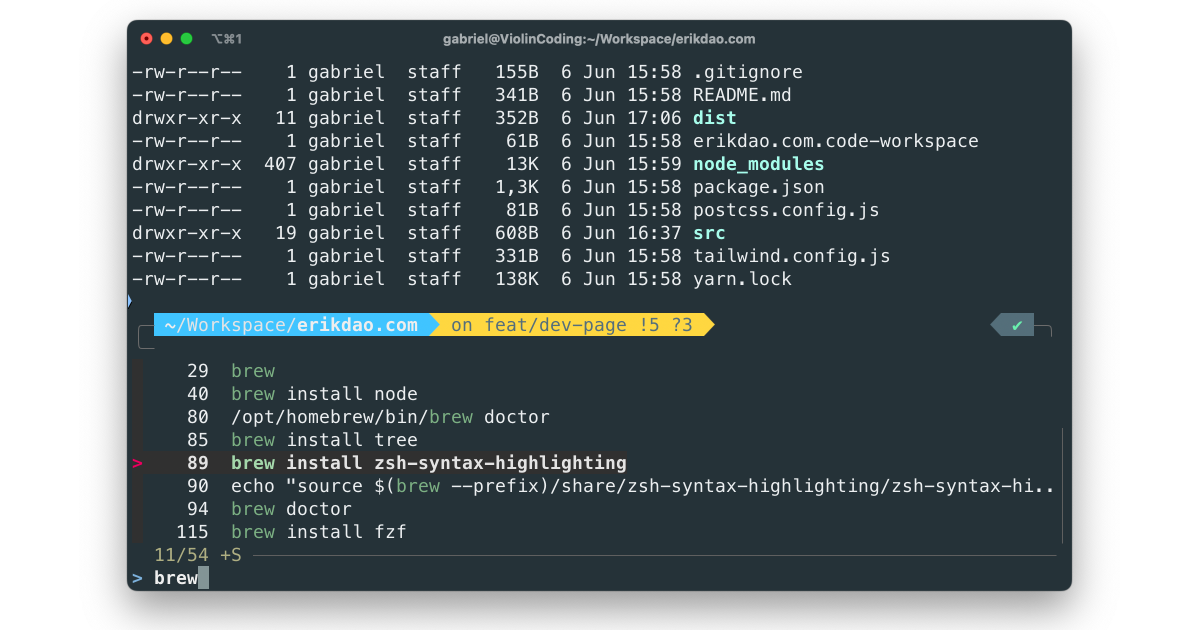 ⌥⌘1 gabriel@ViolinCoding:~/Workspace/erikdao.com
-rw-r--r-- 1 gabriel staff 155B 6 Jun 15:58 .gitignore
-rw-r--r-- 1 gabriel staff 341B 6 Jun 15:58 README.md
drwxr-xr-x 11 gabriel staff 352B 6 Jun 17:06 dist
-rw-r--r-- 1 gabriel staff 61B 6 Jun 15:58 erikdao.com.code-workspace
drwxr-xr-x 407 gabriel staff 13K 6 Jun 15:59 node_modules
-rw-r--r-- 1 gabriel staff 1,3K 6 Jun 15:58 package.json
-rw-r--r-- 1 gabriel staff 81B 6 Jun 15:58 postcss.config.js
drwxr-xr-x 19 gabriel staff 608B 6 Jun 16:37 src
-rw-r--r-- 1 gabriel staff 331B 6 Jun 15:58 tailwind.config.js
-rw-r--r-- 1 gabriel staff 138K 6 Jun 15:58 yarn.lock
~/Workspace/erikdao.com on feat/dev-page !5 ?3 ✔
29 brew
40 brew install node
80 /opt/homebrew/bin/brew doctor
85 brew install tree
> 89 brew install zsh-syntax-highlighting
90 echo "source $(brew --prefix)/share/zsh-syntax-highlighting/zsh-syntax-hi..
94 brew doctor
115 brew install fzf
11/54 +S
> brew